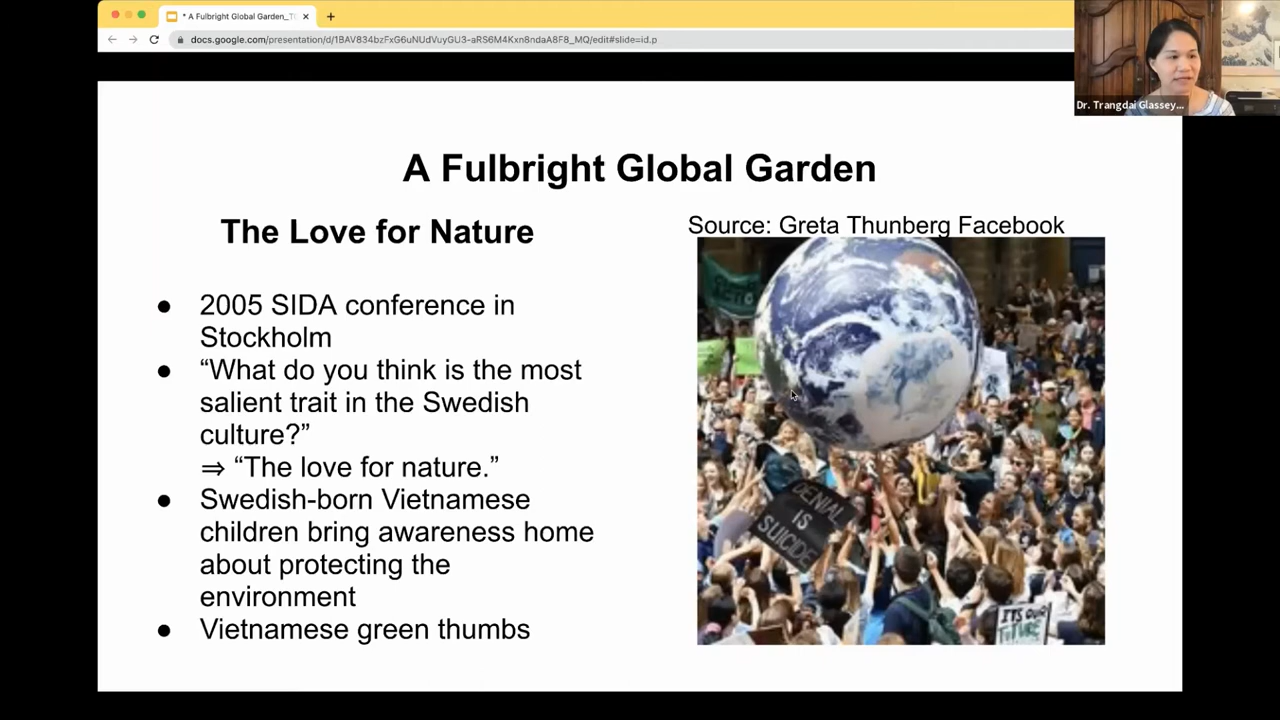 * A Fulbright Global Garden_T
docs.google.com/presentation/d/1BAV834bzFxG6uNUdVuyGU3-aRS6M4Kxn8ndaA8F8_MQ/edit#slide=id.p
Dr. Trangdai Glassey...
A Fulbright Global Garden
The Love for Nature
● 2005 SIDA conference in
Stockholm
● “What do you think is the most
salient trait in the Swedish
culture?”
⇒ “The love for nature.”
● Swedish-born Vietnamese
children bring awareness home
about protecting the
environment
● Vietnamese green thumbs
Source: Greta Thunberg Facebook
DENIAL
IS
SUICIDE
IT'S OUR
FUTURE